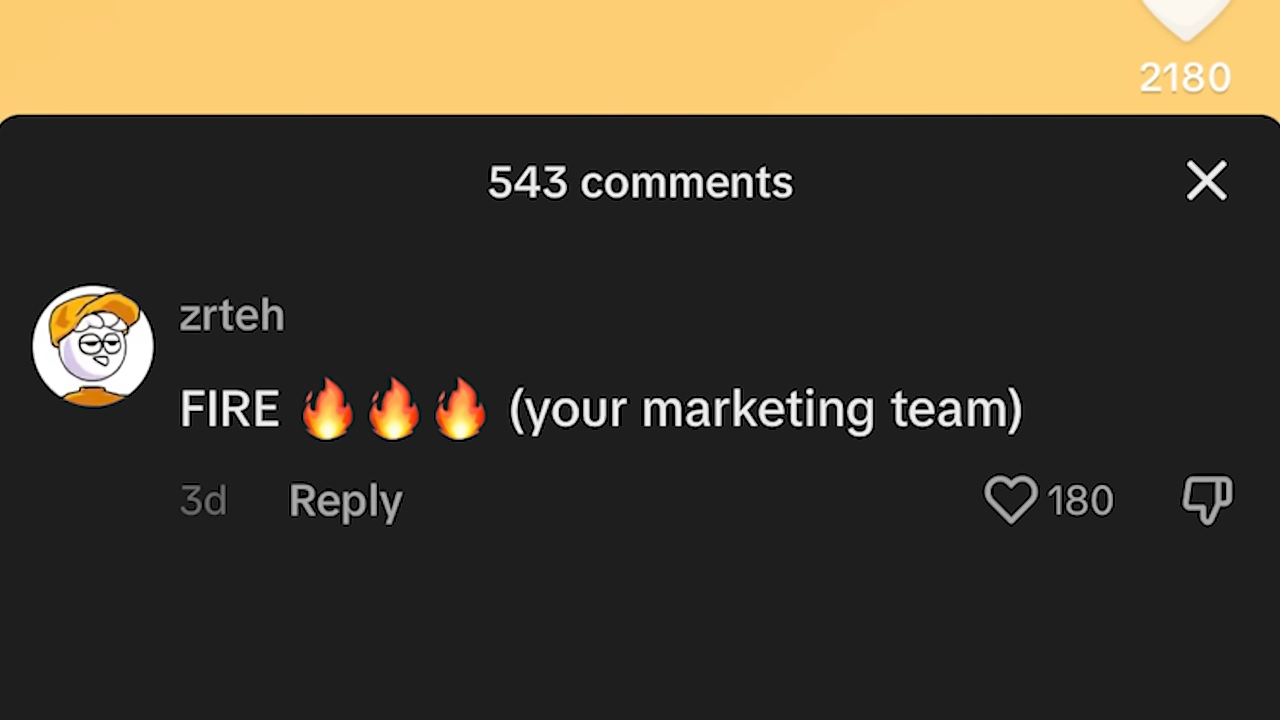 2180
543 comments
zrteh
FIRE 🔥🔥🔥 (your marketing team)
3d Reply 180